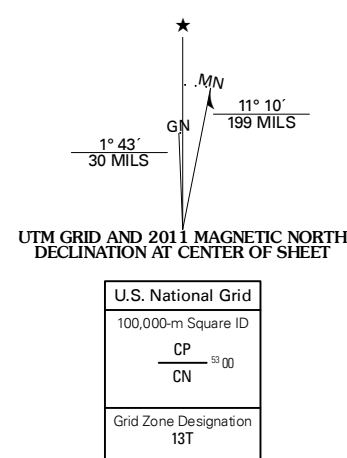 ★
MN
GN
11° 10´
199 MILS
1° 43´
30 MILS
UTM GRID AND 2011 MAGNETIC NORTH
DECLINATION AT CENTER OF SHEET
U.S. National Grid
100,000-m Square ID
CP
53 00
CN
Grid Zone Designation
13T